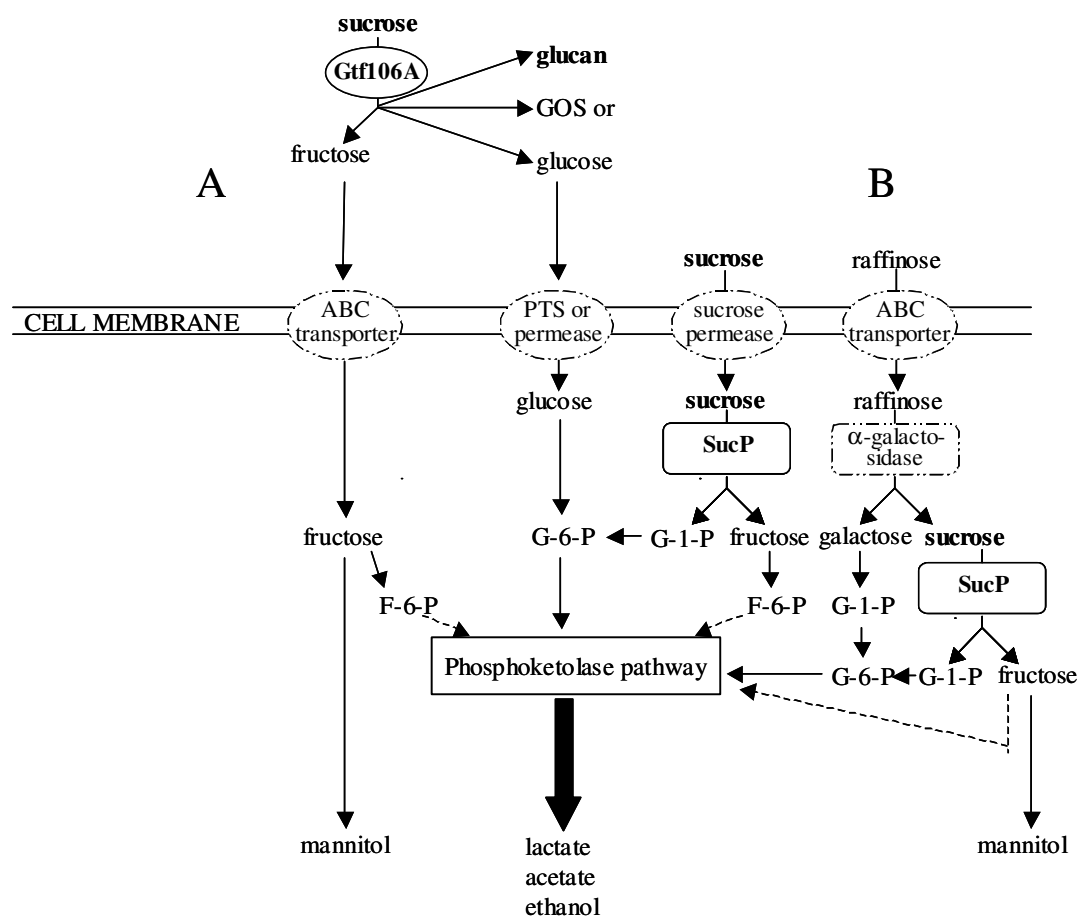 sucrose
Gtf106A
glucan
GOS or
fructose
glucose
A
B
sucrose
raffinose
CELL MEMBRANE
ABC
transporter
PTS or
permease
sucrose
permease
ABC
transporter
glucose
sucrose
raffinose
SucP
α-galacto-
sidase
fructose
G-6-P
G-1-P
fructose
galactose
sucrose
SucP
F-6-P
F-6-P
G-1-P
Phosphoketolase pathway
G-6-P
G-1-P
fructose
mannitol
lactate
acetate
ethanol
mannitol